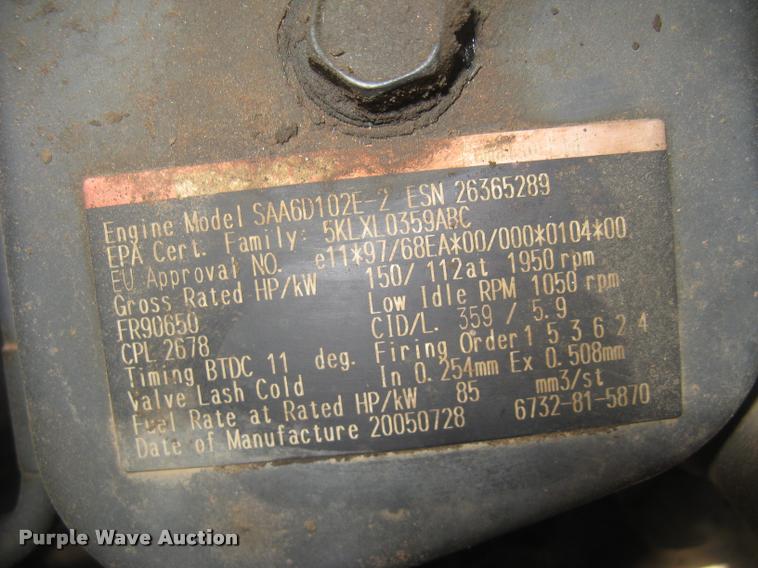 Engine Model SAA6D102E-2 ESN 26365289
EPA Cert. Family: 5KLXL0359ABC
EU Approval NO. e11*97/68EA*00/000*0104*00
Gross Rated HP/kW 150/ 112at 1950 rpm
FR90650 Low Idle RPM 1050 rpm
CPL 2678 CID/L. 359 / 5.9
Timing BTDC 11 deg. Firing Order 1 5 3 6 2 4
Valve Lash Cold In 0.254mm Ex 0.508mm
Fuel Rate at Rated HP/kW 85 mm3/st
Date of Manufacture 20050728 6732-81-5870
Purple Wave Auction
Purple Wave Auction